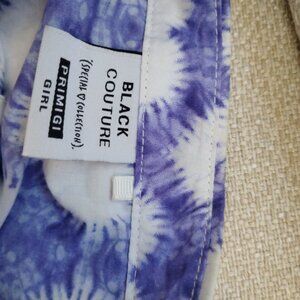 BLACK
COUTURE
(SPECIAL ♡ COLLECTION).
PRIMIGI
GIRL